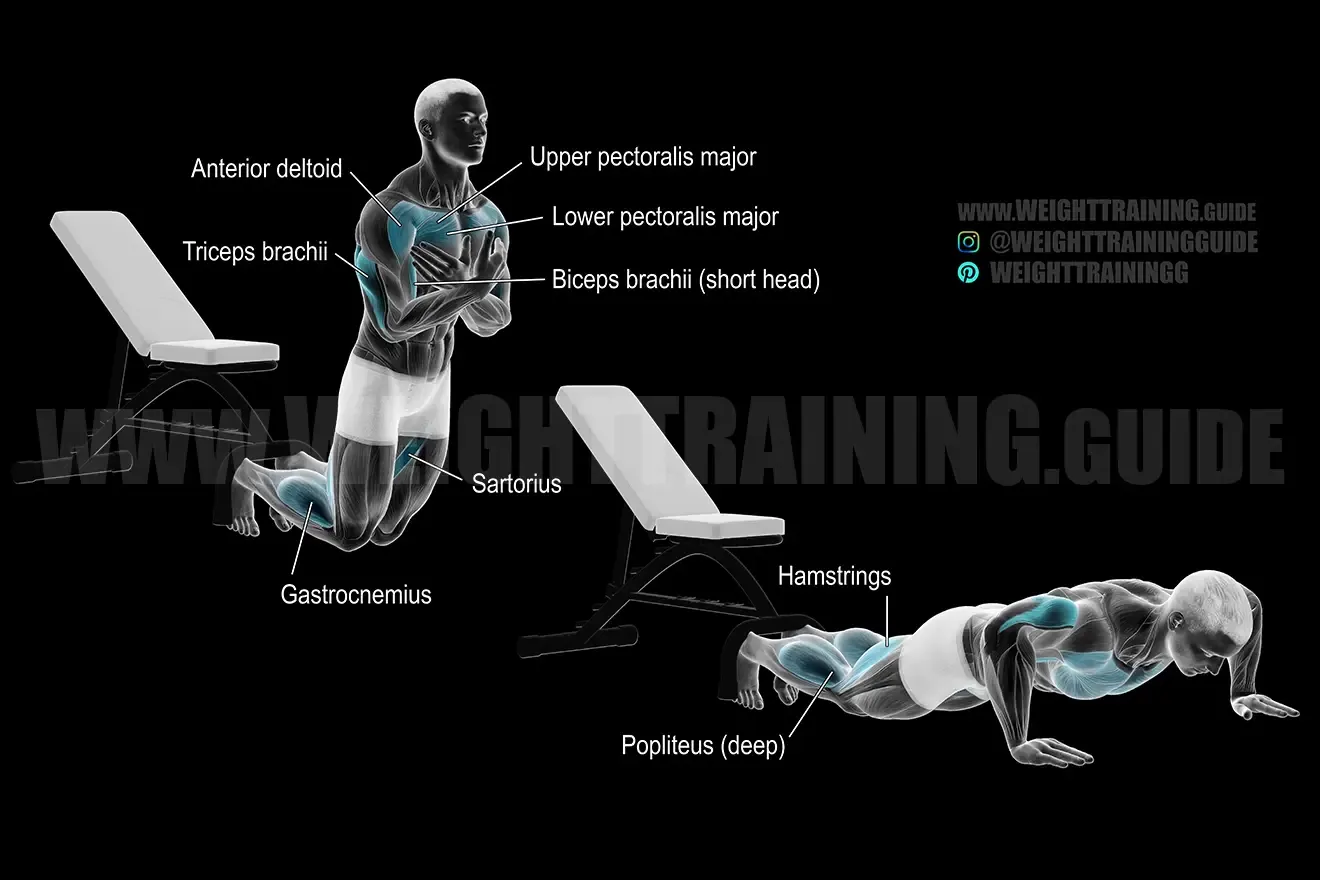 Anterior deltoid
Upper pectoralis major
Lower pectoralis major
Triceps brachii
Biceps brachii (short head)
WWW.WEIGHTTRAINING.GUIDE
@WEIGHTTRAININGGUIDE
WEIGHTTRAININGG
WWW.WEIGHTTRAINING.GUIDE
Sartorius
Gastrocnemius
Hamstrings
Popliteus (deep)